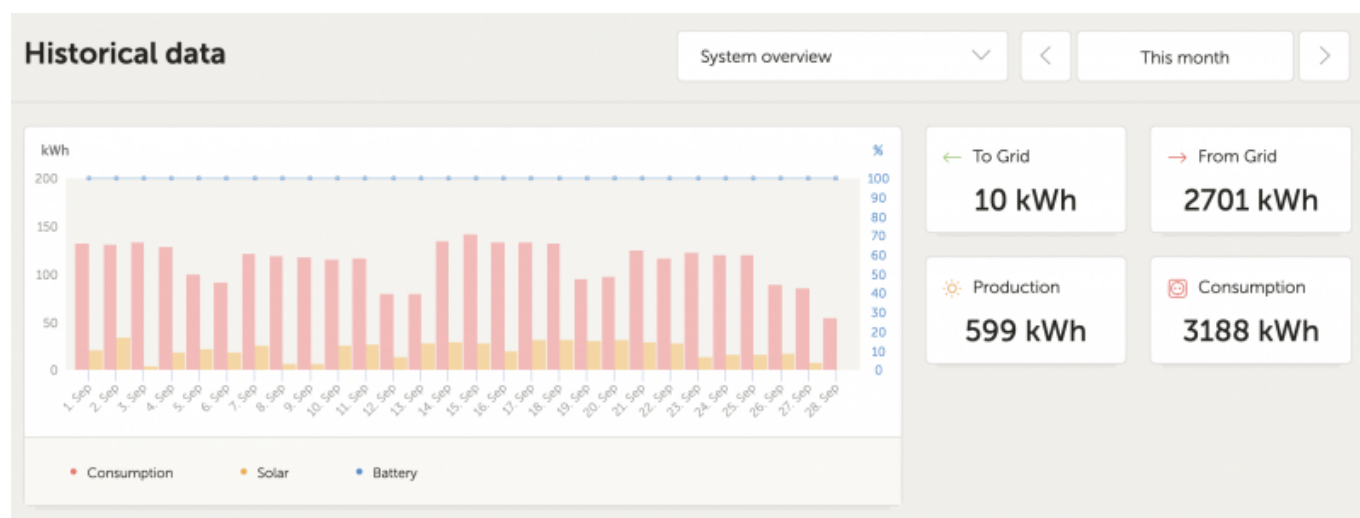 Historical data
System overview
This month
kWh
%
200
150
100
50
0
100
90
80
70
60
50
40
30
20
10
0
1. Sep
2. Sep
3. Sep
4. Sep
5. Sep
6. Sep
7. Sep
8. Sep
9. Sep
10. Sep
11. Sep
12. Sep
13. Sep
14. Sep
15. Sep
16. Sep
17. Sep
18. Sep
19. Sep
20. Sep
21. Sep
22. Sep
23. Sep
24. Sep
25. Sep
26. Sep
27. Sep
28. Sep
Consumption
Solar
Battery
To Grid
10 kWh
From Grid
2701 kWh
Production
599 kWh
Consumption
3188 kWh